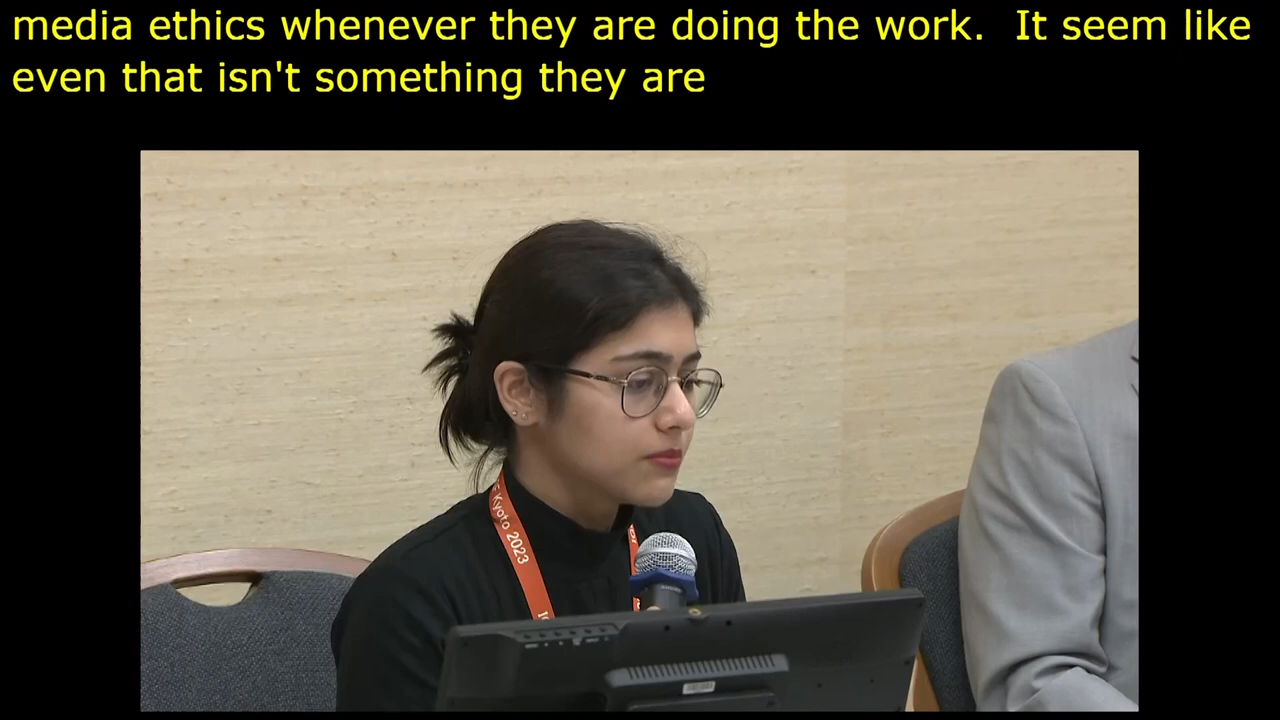 media ethics whenever they are doing the work.  It seem like
even that isn't something they are
Kyoto 2023